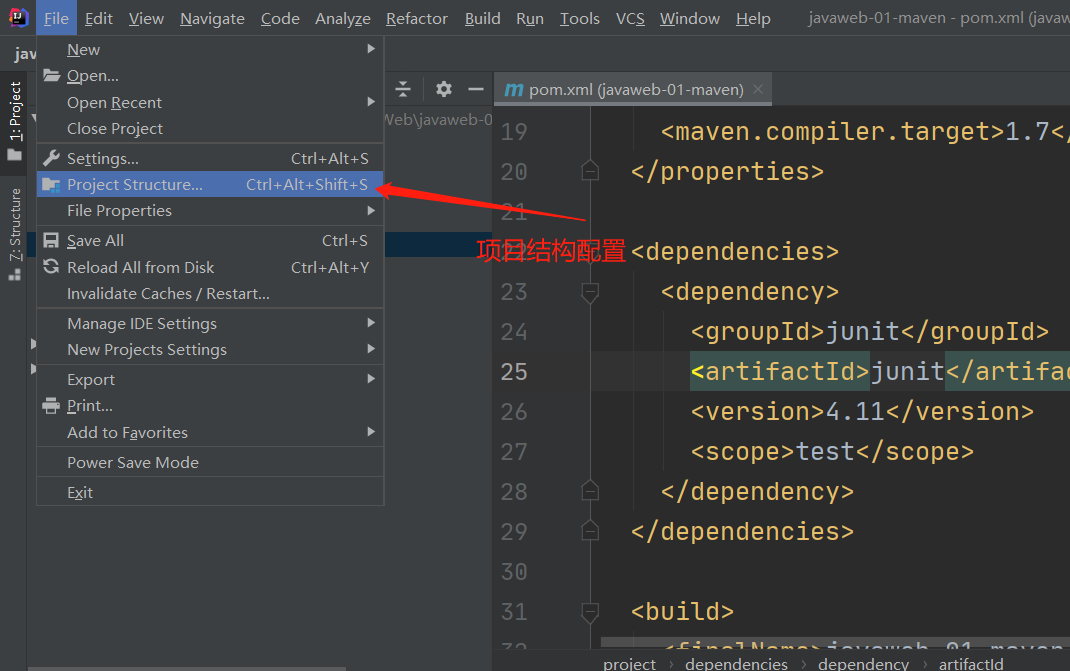 File Edit View Navigate Code Analyze Refactor Build Run Tools VCS Window Help javaweb-01-maven - pom.xml (javaw
jav
New
Open...
Open Recent
Close Project
Settings... Ctrl+Alt+S
Project Structure... Ctrl+Alt+Shift+S
File Properties
Save All Ctrl+S
Reload All from Disk Ctrl+Alt+Y
Invalidate Caches / Restart...
Manage IDE Settings
New Projects Settings
Export
Print...
Add to Favorites
Power Save Mode
Exit
1: Project
7: Structure
Web\javaweb-0
项目结构配置
m pom.xml (javaweb-01-maven)
19 <maven.compiler.target>1.7</
20 </properties>
21
22 <dependencies>
23 <dependency>
24 <groupId>junit</groupId>
25 <artifactId>junit</artifac
26 <version>4.11</version>
27 <scope>test</scope>
28 </dependency>
29 </dependencies>
30
31 <build>
32 <finalName>javaweb-01-maven
project › dependencies › dependency › artifactId